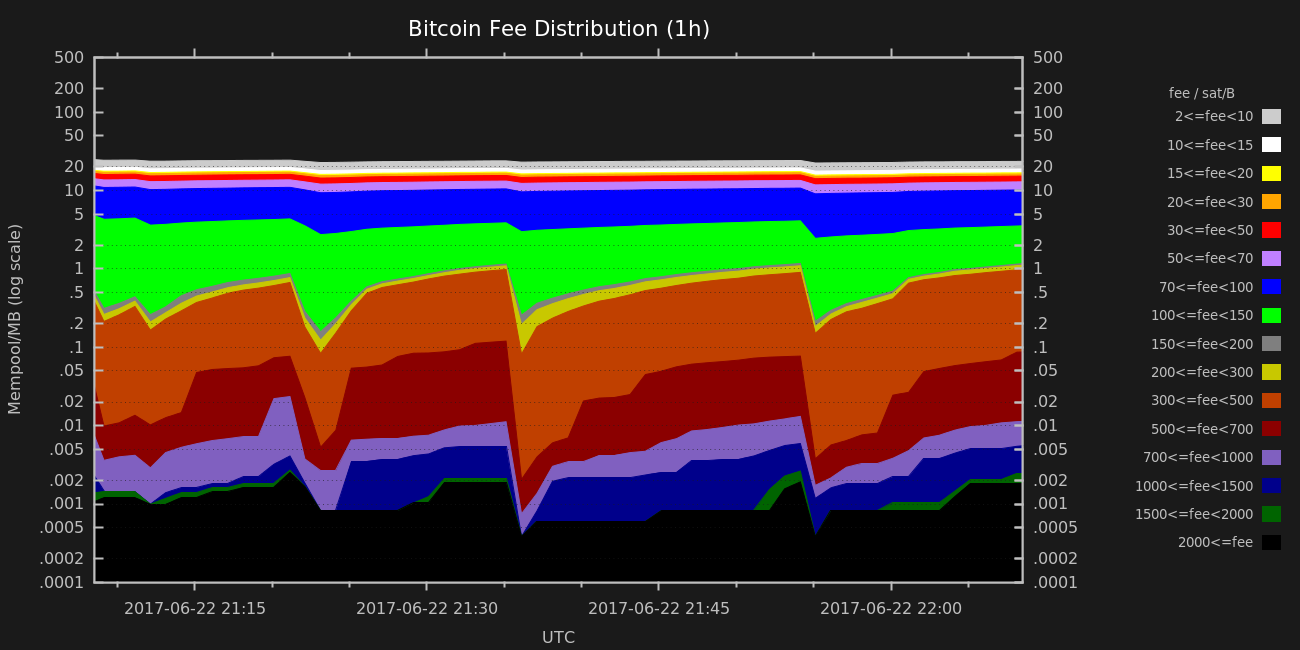 Bitcoin Fee Distribution (1h)
500 500
200 200
100 100
50 50
20 20
10 10
5 5
2 2
1 1
.5 .5
.2 .2
.1 .1
.05 .05
.02 .02
.01 .01
.005 .005
.002 .002
.001 .001
.0005 .0005
.0002 .0002
.0001 .0001
Mempool/MB (log scale)
2017-06-22 21:15 2017-06-22 21:30 2017-06-22 21:45 2017-06-22 22:00
UTC
fee / sat/B
2<=fee<10
10<=fee<15
15<=fee<20
20<=fee<30
30<=fee<50
50<=fee<70
70<=fee<100
100<=fee<150
150<=fee<200
200<=fee<300
300<=fee<500
500<=fee<700
700<=fee<1000
1000<=fee<1500
1500<=fee<2000
2000<=fee